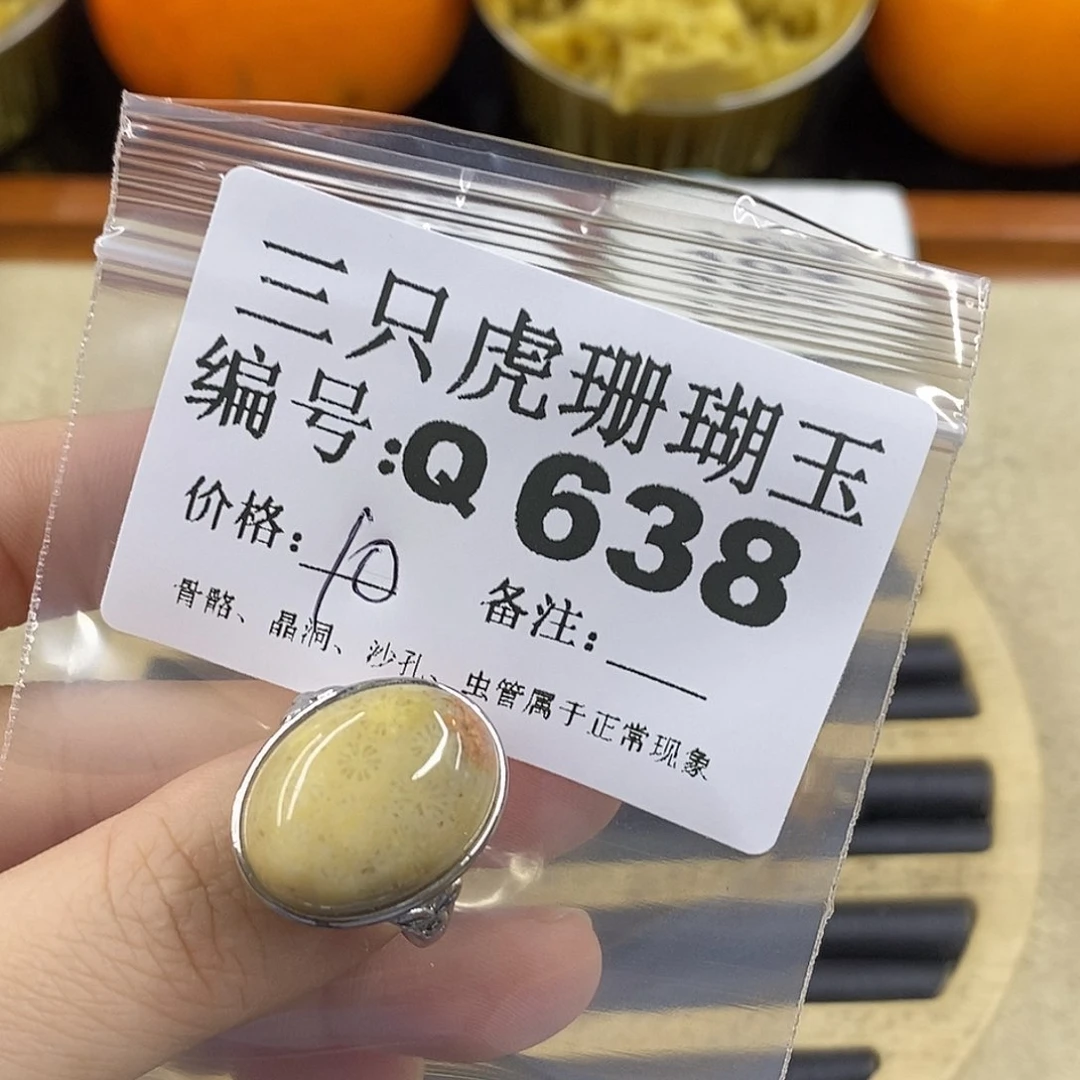 三只虎珊瑚玉
编号:Q 638
价格: 10 备注:
骨骼、晶洞、沙孔、虫管属于正常现象